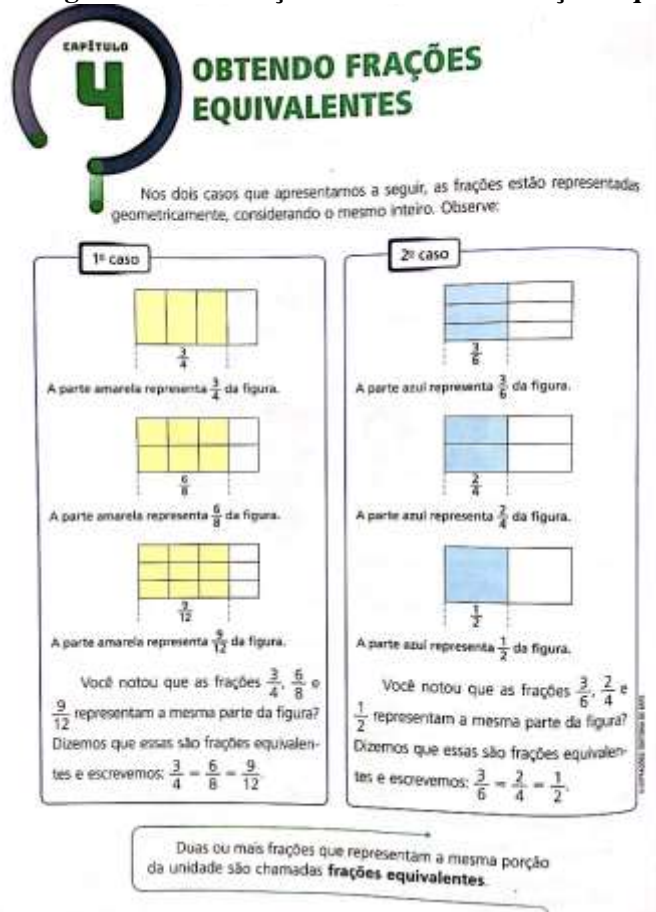 CAPÍTULO
4
OBTENDO FRAÇÕES
EQUIVALENTES
Nos dois casos que apresentamos a seguir, as frações estão representadas
geometricamente, considerando o mesmo inteiro. Observe:
1º caso
3/4
A parte amarela representa 3/4 da figura.
6/8
A parte amarela representa 6/8 da figura.
9/12
A parte amarela representa 9/12 da figura.
Você notou que as frações 3/4, 6/8 e
9/12 representam a mesma parte da figura?
Dizemos que essas são frações equivalen-
tes e escrevemos: 3/4 = 6/8 = 9/12.
2º caso
3/6
A parte azul representa 3/6 da figura.
2/4
A parte azul representa 2/4 da figura.
1/2
A parte azul representa 1/2 da figura.
Você notou que as frações 3/6, 2/4 e
1/2 representam a mesma parte da figura?
Dizemos que essas são frações equivalen-
tes e escrevemos: 3/6 = 2/4 = 1/2.
Duas ou mais frações que representam a mesma porção
da unidade são chamadas frações equivalentes.